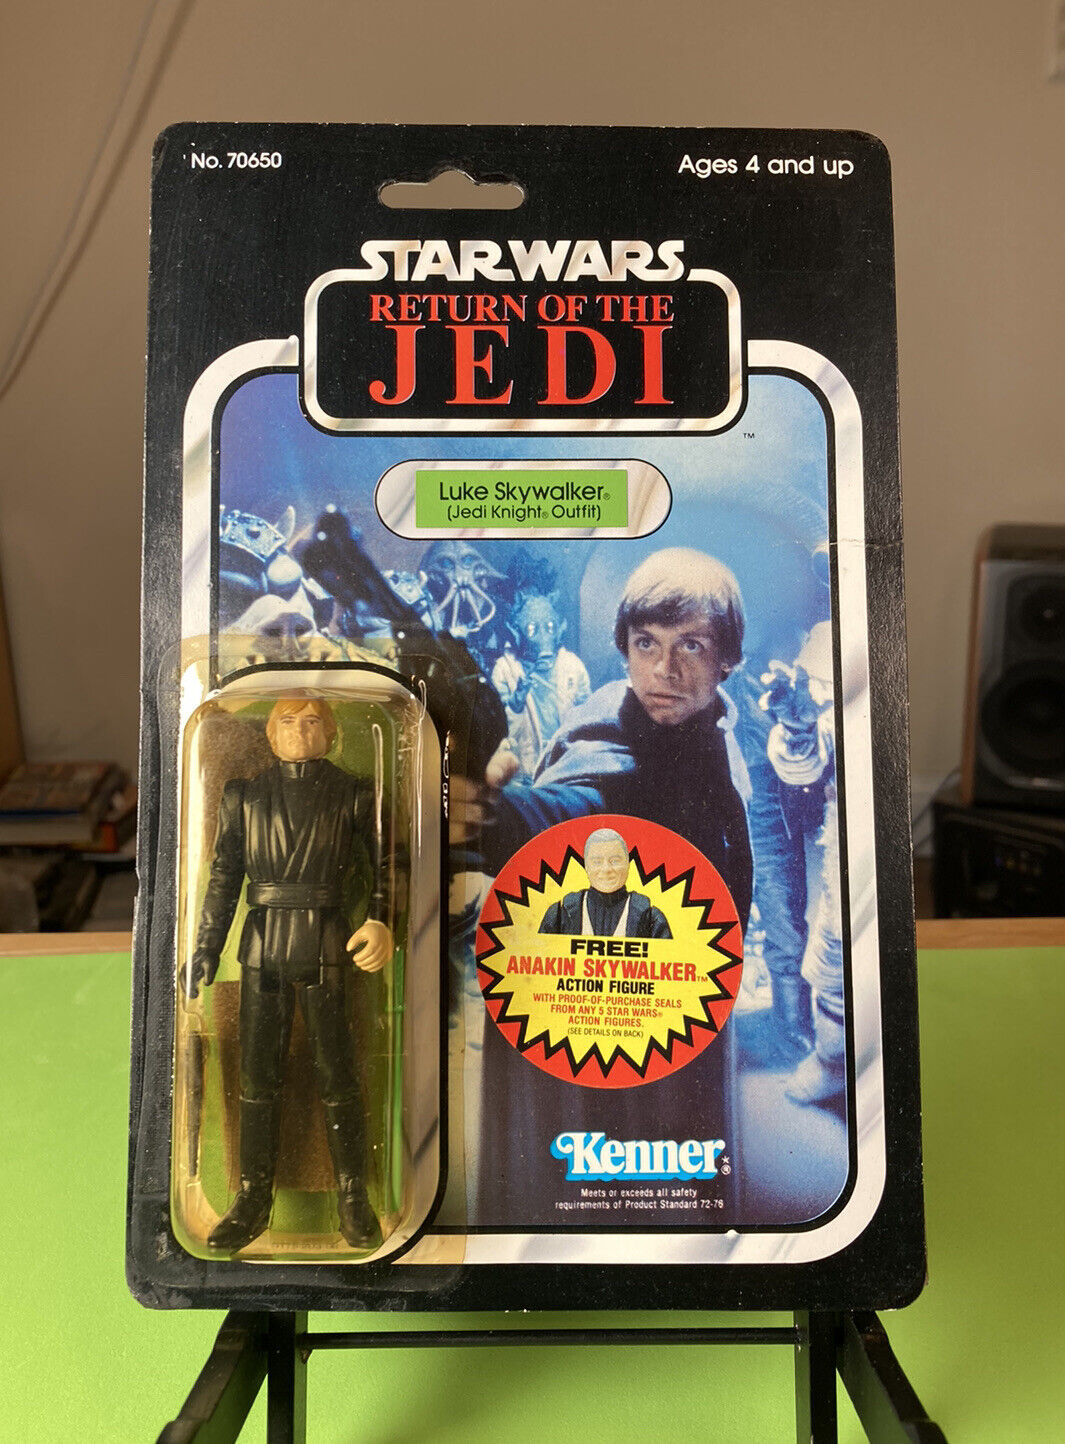 No. 70650
Ages 4 and up
STAR WARS
RETURN OF THE
JEDI
TM
Luke Skywalker®
(Jedi Knight® Outfit)
FREE!
ANAKIN SKYWALKER™
ACTION FIGURE
WITH PROOF-OF-PURCHASE SEALS
FROM ANY 5 STAR WARS®
ACTION FIGURES.
(SEE DETAILS ON BACK)
Kenner®
Meets or exceeds all safety
requirements of Product Standard 72-76